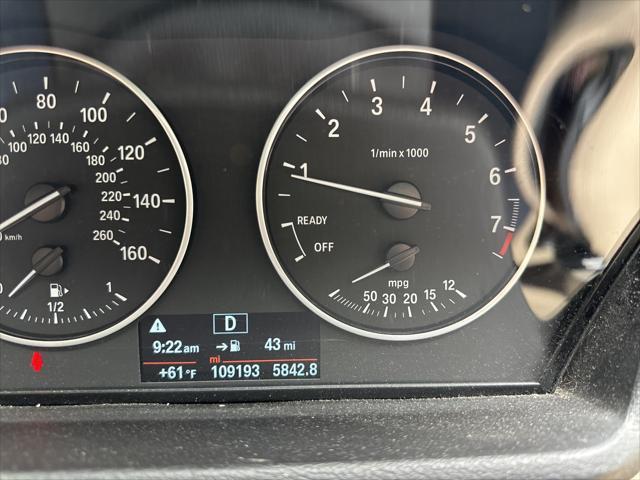 80
100
120
140
160
100 120 140
160
180
200
220
240
260
km/h
1/2
1
1
2
3
4
5
6
7
1/min x 1000
READY
OFF
mpg
50 30 20 15 12
D
9:22am → 43 mi
mi
+61°F 109193 5842.8